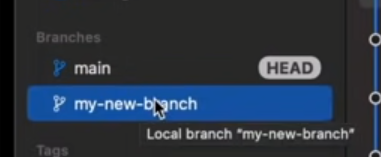 Branches
main HEAD
my-new-branch
Local branch "my-new-branch"
Tags